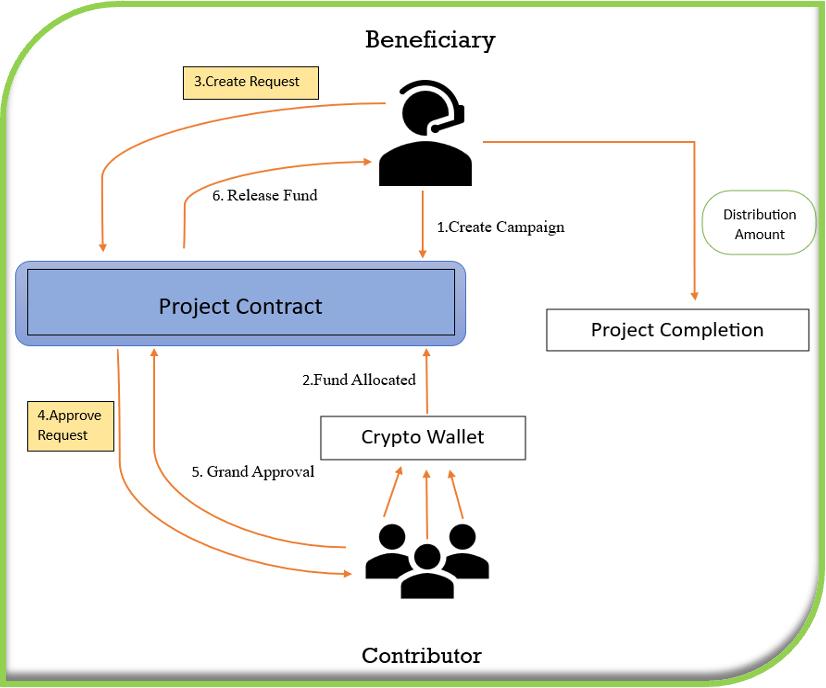 Beneficiary
3.Create Request
6. Release Fund
1.Create Campaign
Distribution
Amount
Project Contract
Project Completion
2.Fund Allocated
4.Approve
Request
Crypto Wallet
5. Grand Approval
Contributor